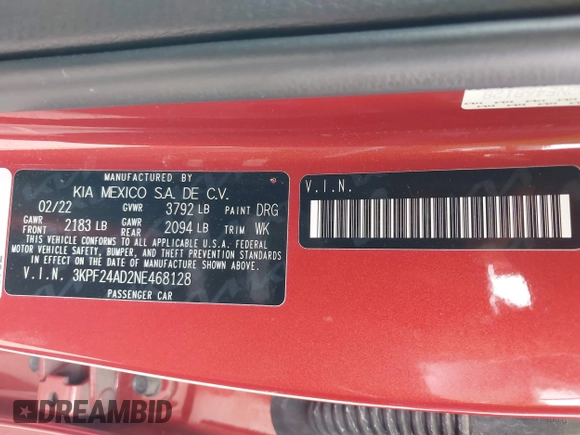 MANUFACTURED BY
KIA MEXICO S.A. DE C.V.
02/22 GVWR 3792 LB PAINT DRG
GAWR FRONT 2183 LB GAWR REAR 2094 LB TRIM WK
THIS VEHICLE CONFORMS TO ALL APPLICABLE U.S.A. FEDERAL
MOTOR VEHICLE SAFETY, BUMPER, AND THEFT PREVENTION STANDARDS
IN EFFECT ON THE DATE OF MANUFACTURE SHOWN ABOVE.
V.I.N. 3KPF24AD2NE468128
PASSENGER CAR
V.I.N.
DREAMBID